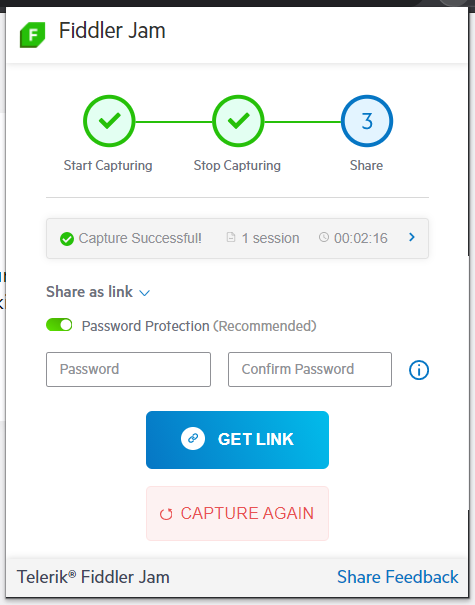 Fiddler Jam
3
Start Capturing Stop Capturing Share
Capture Successful! 1 session 00:02:16
Share as link
Password Protection (Recommended)
Password Confirm Password
GET LINK
CAPTURE AGAIN
Telerik® Fiddler Jam Share Feedback